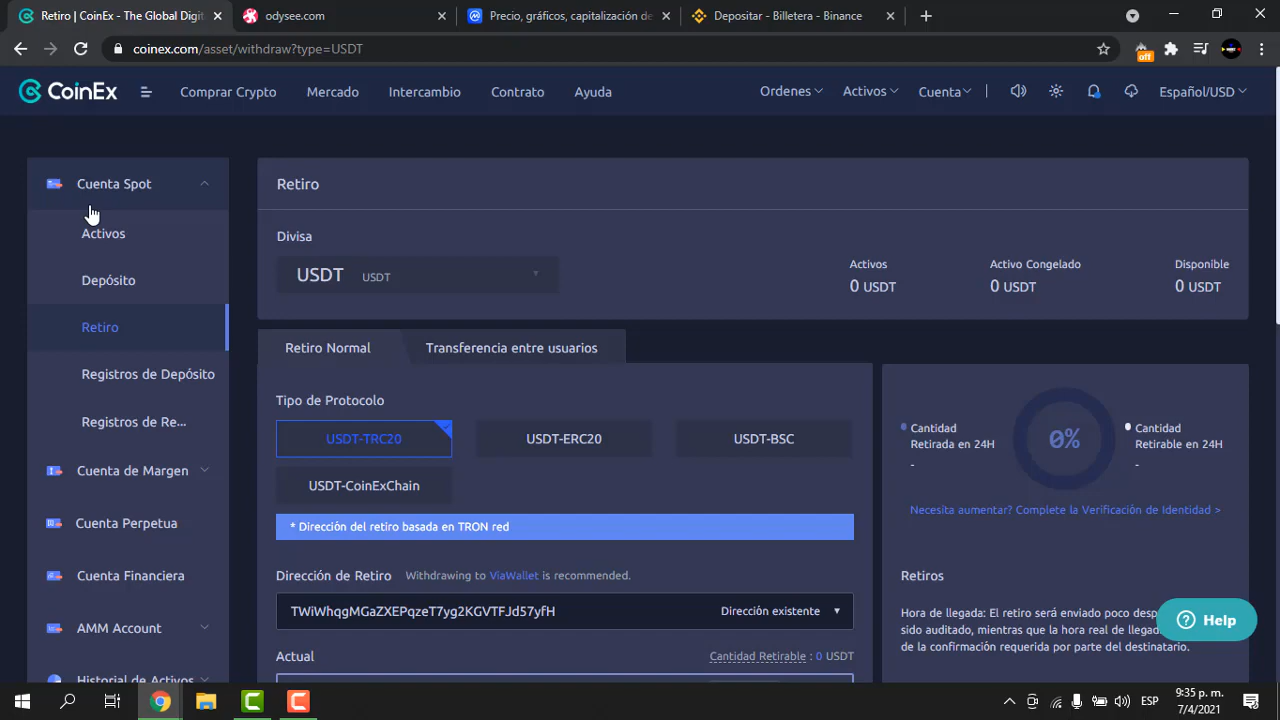 Retiro | CoinEx - The Global Digit
odysee.com
Precio, gráficos, capitalización de
Depositar - Billetera - Binance
coinex.com/asset/withdraw?type=USDT
off
CoinEx
Comprar Crypto
Mercado
Intercambio
Contrato
Ayuda
Ordenes
Activos
Cuenta
Español/USD
Cuenta Spot
Activos
Depósito
Retiro
Registros de Depósito
Registros de Re...
Cuenta de Margen
Cuenta Perpetua
Cuenta Financiera
AMM Account
Historial de Activos
Retiro
Divisa
USDT USDT
Activos
0 USDT
Activo Congelado
0 USDT
Disponible
0 USDT
Retiro Normal
Transferencia entre usuarios
Tipo de Protocolo
USDT-TRC20
USDT-ERC20
USDT-BSC
USDT-CoinExChain
* Dirección del retiro basada en TRON red
Dirección de Retiro Withdrawing to ViaWallet is recommended.
TWiWhqgMGaZXEPqzeT7yg2KGVTFJd57yfH Dirección existente
Actual
Cantidad Retirable : 0 USDT
Cantidad
Retirada en 24H
-
0%
Cantidad
Retirable en 24H
-
Necesita aumentar? Complete la Verificación de Identidad >
Retiros
Hora de llegada: El retiro será enviado poco desp
sido auditado, mientras que la hora real de llegad
de la confirmación requerida por parte del destinatario.
Help
ESP
9:35 p. m.
7/4/2021